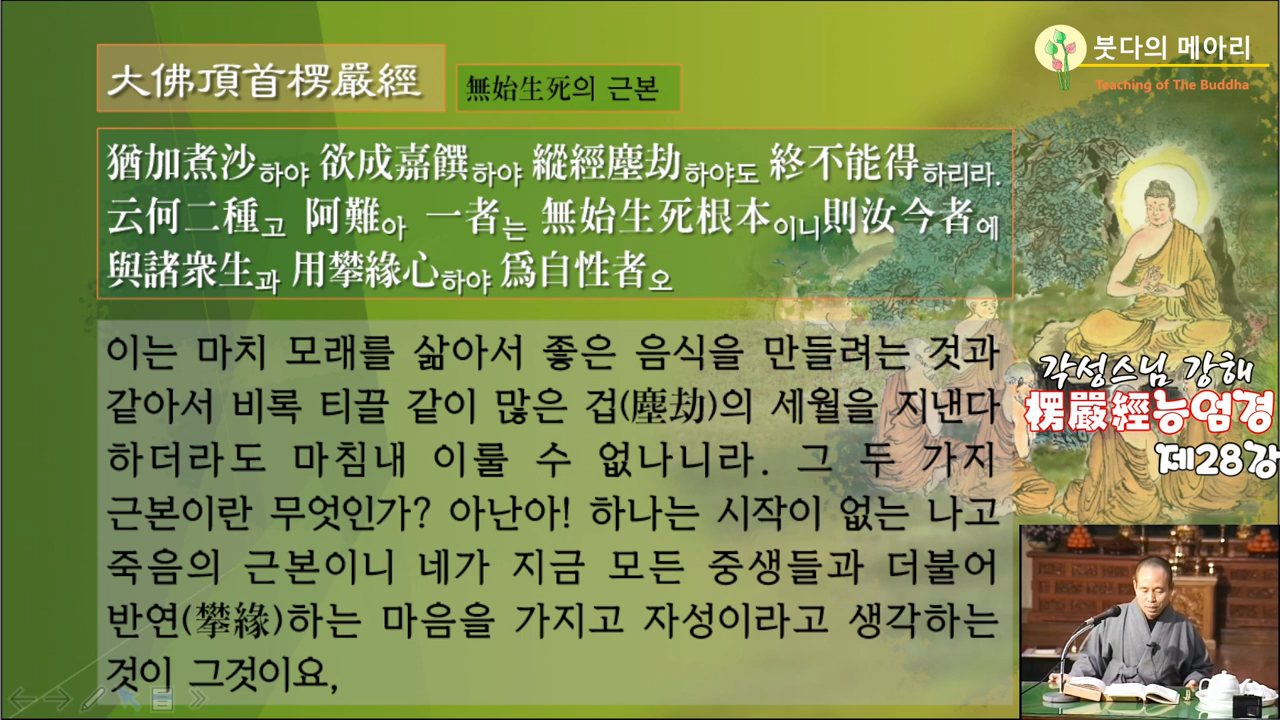 大佛頂首楞嚴經
無始生死의 근본
猶加煮沙하야 欲成嘉饌하야 縱經塵劫하야도 終不能得하리라.
云何二種고 阿難아 一者는 無始生死根本이니則汝今者에
與諸衆生과 用攀緣心하야 爲自性者오
이는 마치 모래를 삶아서 좋은 음식을 만들려는 것과
같아서 비록 티끌 같이 많은 겁(塵劫)의 세월을 지낸다
하더라도 마침내 이룰 수 없나니라. 그 두 가지
근본이란 무엇인가? 아난아! 하나는 시작이 없는 나고
죽음의 근본이니 네가 지금 모든 중생들과 더불어
반연(攀緣)하는 마음을 가지고 자성이라고 생각하는
것이 그것이요,
붓다의 메아리
Teaching of The Buddha
각성스님 강해
楞嚴經능엄경
제28강